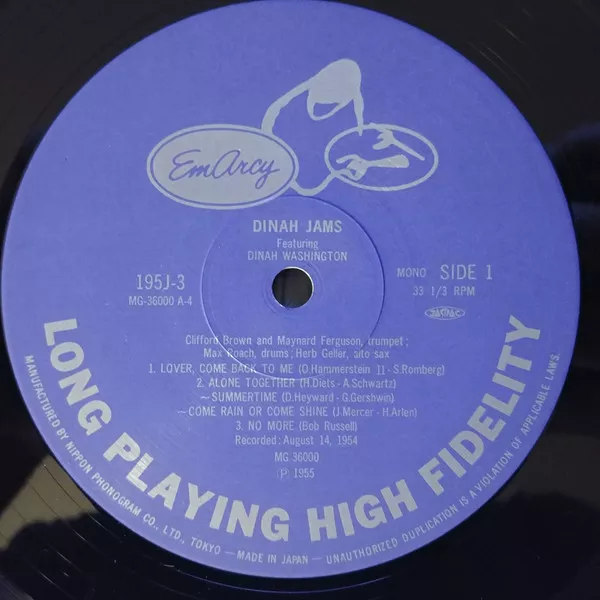 EmArcy
DINAH JAMS
Featuring
DINAH WASHINGTON
195J-3
MG-36000 A-4
MONO SIDE 1
33 1/3 RPM
JASRAC
Clifford Brown and Maynard Ferguson, trumpet;
Max Roach, drums; Herb Geller, alto sax
1. LOVER, COME BACK TO ME (O. Hammerstein II - S. Romberg)
2. ALONE TOGETHER (H. Diets - A. Schwartz)
~SUMMERTIME (D. Heyward - G. Gershwin)
~COME RAIN OR COME SHINE (J. Mercer - H. Arlen)
3. NO MORE (Bob Russell)
Recorded: August 14, 1954
MG 36000
Ⓟ 1955
LONG PLAYING HIGH FIDELITY
MANUFACTURED BY NIPPON PHONOGRAM CO., LTD., TOKYO — MADE IN JAPAN — UNAUTHORIZED DUPLICATION IS A VIOLATION OF APPLICABLE LAWS.